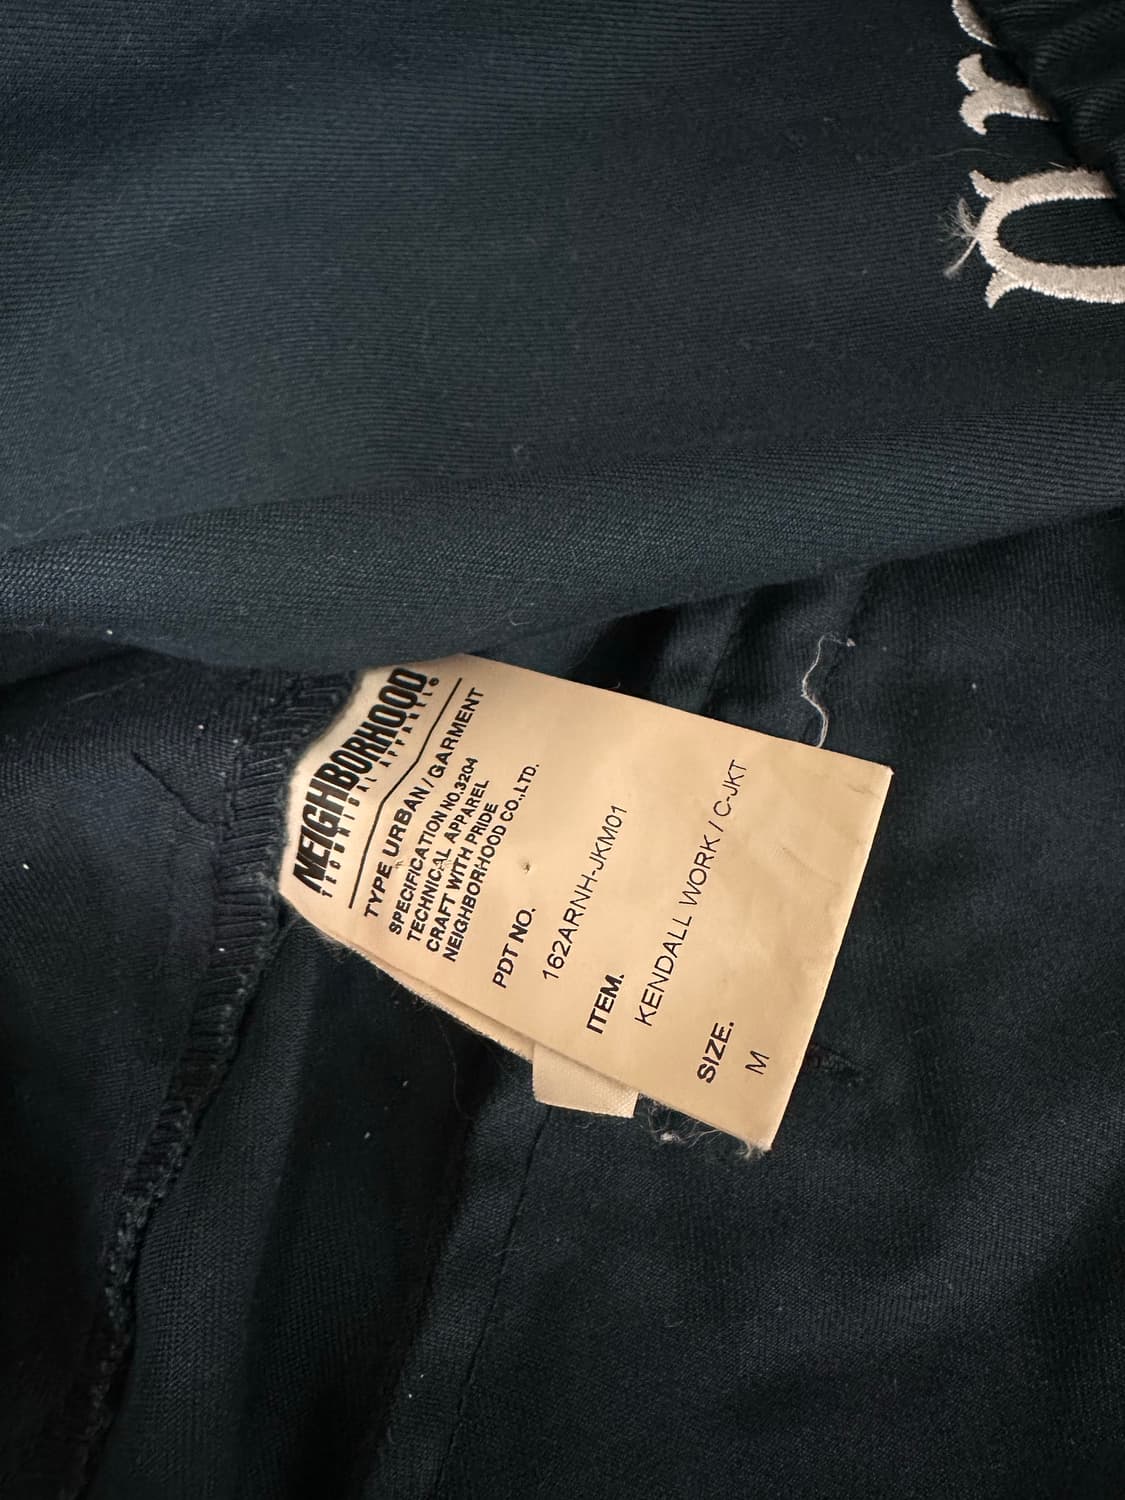 NEIGHBORHOOD
TECHNICAL APPAREL®
TYPE URBAN / GARMENT
SPECIFICATION NO.3204
TECHNICAL APPAREL
CRAFT WITH PRIDE
NEIGHBORHOOD CO.,LTD.
PDT NO.
162ARNH-JKM01
ITEM.
KENDALL WORK / C-JKT
SIZE.
M